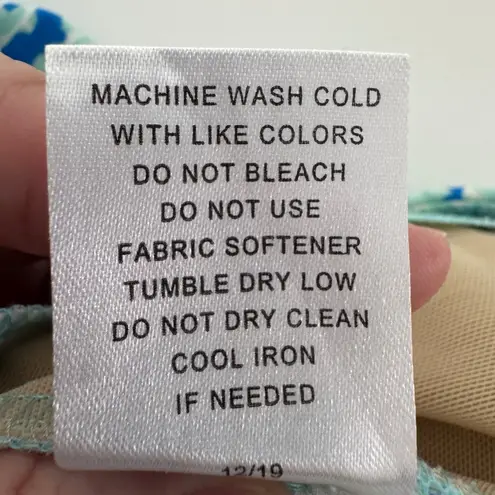 MACHINE WASH COLD
WITH LIKE COLORS
DO NOT BLEACH
DO NOT USE
FABRIC SOFTENER
TUMBLE DRY LOW
DO NOT DRY CLEAN
COOL IRON
IF NEEDED
12/19